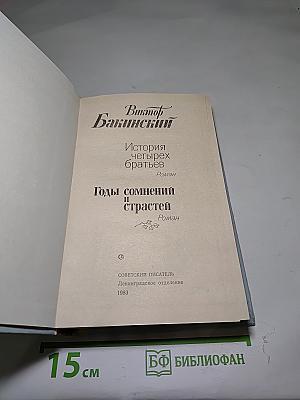 Виктор
Бакинский
История
четырех
братьев
Роман
Годы сомнений
и
страстей
Роман
СОВЕТСКИЙ ПИСАТЕЛЬ
Ленинградское отделение
1983
15 см
БФ БИБЛИОФАН